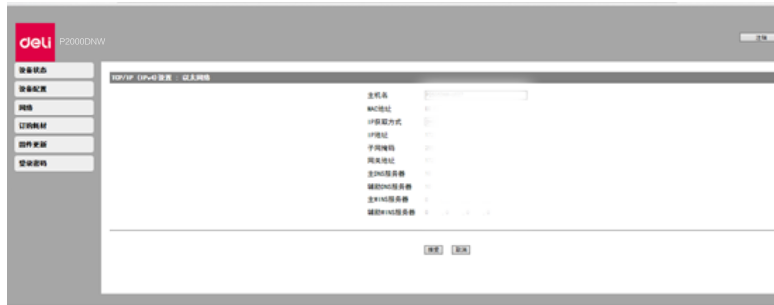 deli P2000DNW
注销
设备状态
设备配置
网络
订购耗材
固件更新
登录密码
TCP/IP (IPv4)设置 : 以太网络
主机名
MAC地址
IP获取方式
IP地址
子网掩码
网关地址
主DNS服务器
辅助DNS服务器
主WINS服务器
辅助WINS服务器
接受 取消